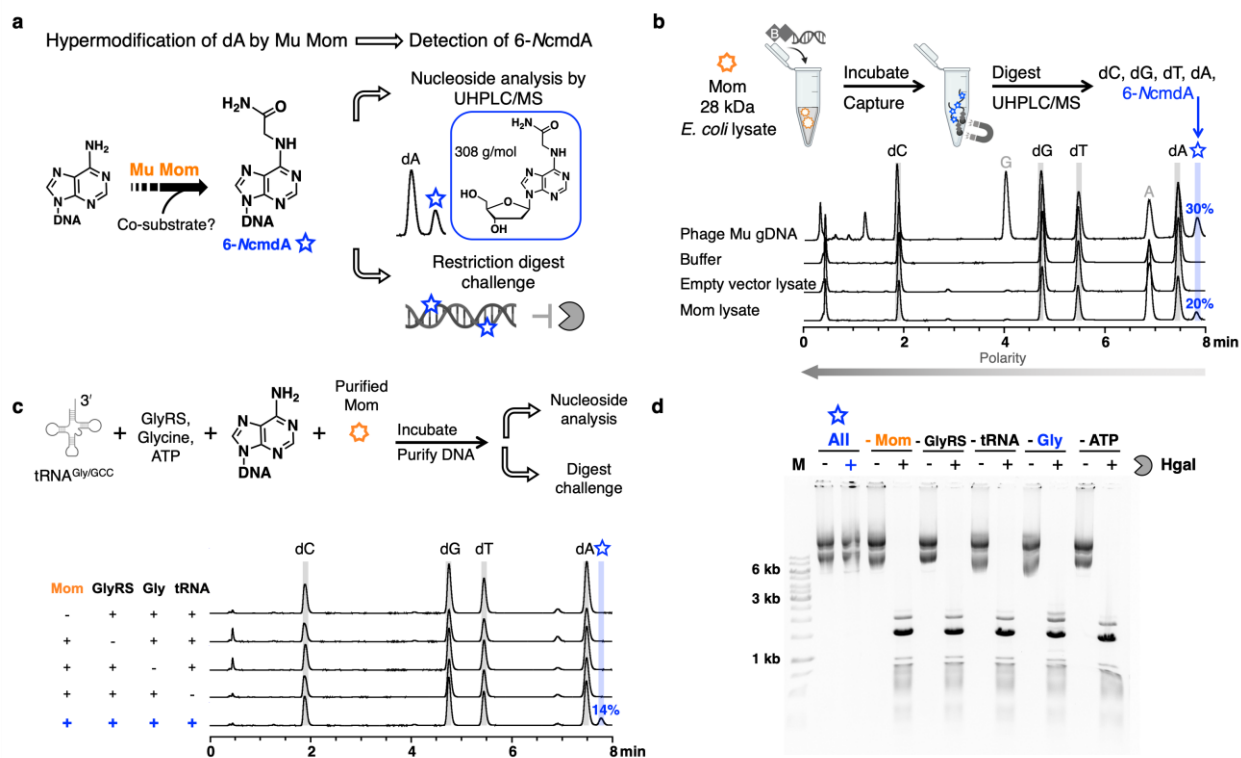 a
Hypermodification of dA by Mu Mom
Detection of 6-NcmdA
Nucleoside analysis by
UHPLC/MS
H₂N
O
NH
N
N
N
N
DNA
6-NcmdA
NH₂
N
N
N
N
DNA
Mu Mom
Co-substrate?
dA
308 g/mol
H₂N
O
NH
N
N
N
N
HO
O
OH
Restriction digest
challenge
b
B
Mom
28 kDa
E. coli lysate
Incubate
Capture
Digest
UHPLC/MS
dC, dG, dT, dA,
6-NcmdA
dC
G
dG
dT
A
dA
30%
Phage Mu gDNA
Buffer
Empty vector lysate
Mom lysate
20%
0 2 4 6 8 min
Polarity
c
3′
tRNAGly/GCC
+
GlyRS,
Glycine,
ATP
+
NH₂
N
N
N
N
DNA
+
Purified
Mom
Incubate
Purify DNA
Nucleoside
analysis
Digest
challenge
dC dG dT dA
Mom GlyRS Gly tRNA
- + + +
+ - + +
+ + - +
+ + + -
+ + + +
14%
0 2 4 6 8 min
d
All - Mom - GlyRS - tRNA - Gly - ATP
M - + - + - + - + - + - + HgaI
6 kb
3 kb
1 kb